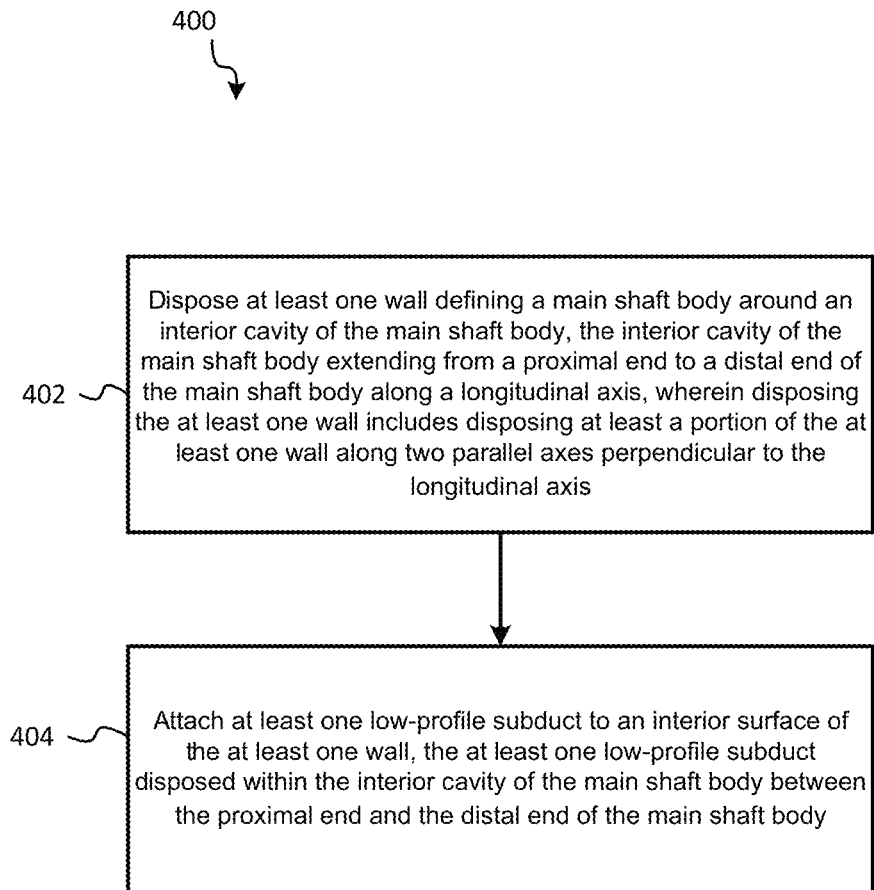 400
Dispose at least one wall defining a main shaft body around an
interior cavity of the main shaft body, the interior cavity of the
main shaft body extending from a proximal end to a distal end of
the main shaft body along a longitudinal axis, wherein disposing
the at least one wall includes disposing at least a portion of the at
least one wall along two parallel axes perpendicular to the
longitudinal axis
402
Attach at least one low-profile subduct to an interior surface of
the at least one wall, the at least one low-profile subduct
disposed within the interior cavity of the main shaft body between
the proximal end and the distal end of the main shaft body
404